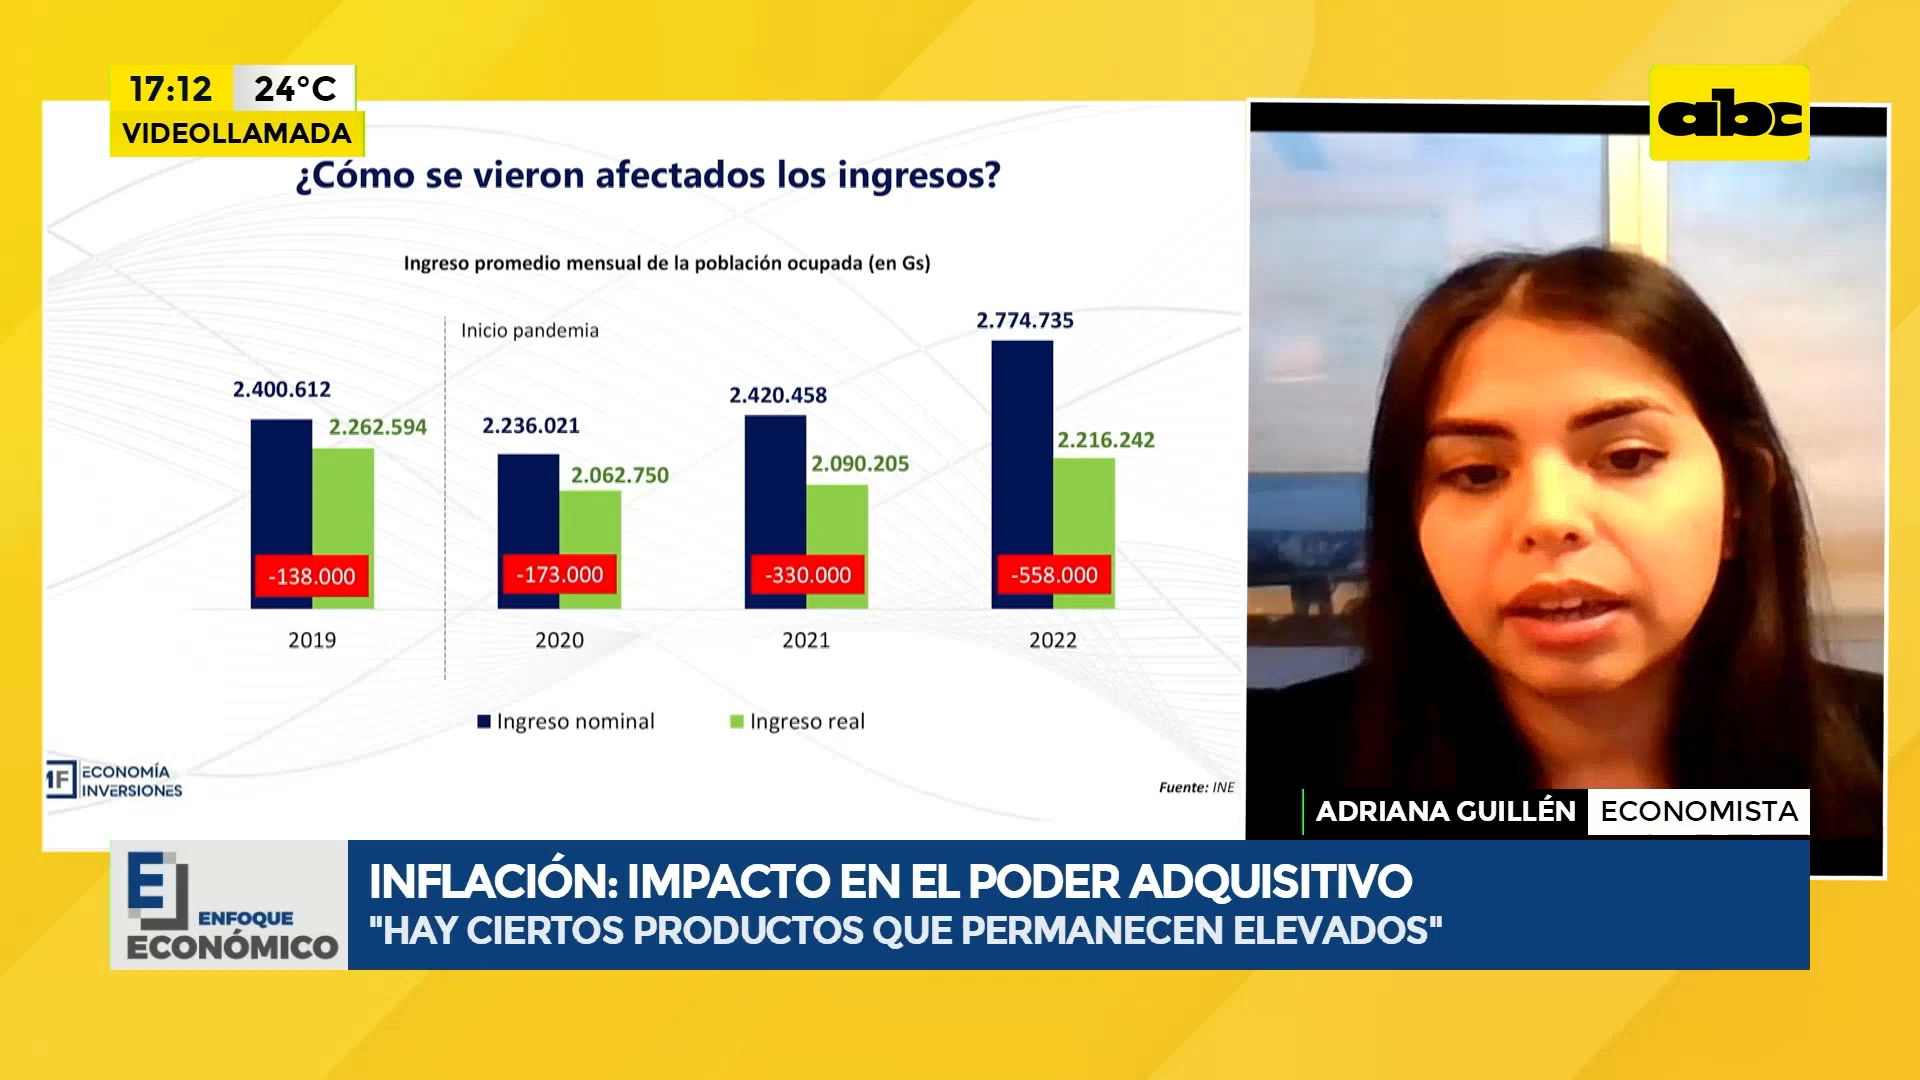 17:12 24°C
VIDEOLLAMADA
abc
¿Cómo se vieron afectados los ingresos?
Ingreso promedio mensual de la población ocupada (en Gs)
Inicio pandemia
2.774.735
2.400.612
2.420.458
2.262.594
2.236.021
2.216.242
2.090.205
2.062.750
-138.000
-173.000
-330.000
-558.000
2019
2020
2021
2022
Ingreso nominal
Ingreso real
ECONOMÍA
INVERSIONES
Fuente: INE
ADRIANA GUILLÉN ECONOMISTA
ENFOQUE
ECONÓMICO
INFLACIÓN: IMPACTO EN EL PODER ADQUISITIVO
"HAY CIERTOS PRODUCTOS QUE PERMANECEN ELEVADOS"